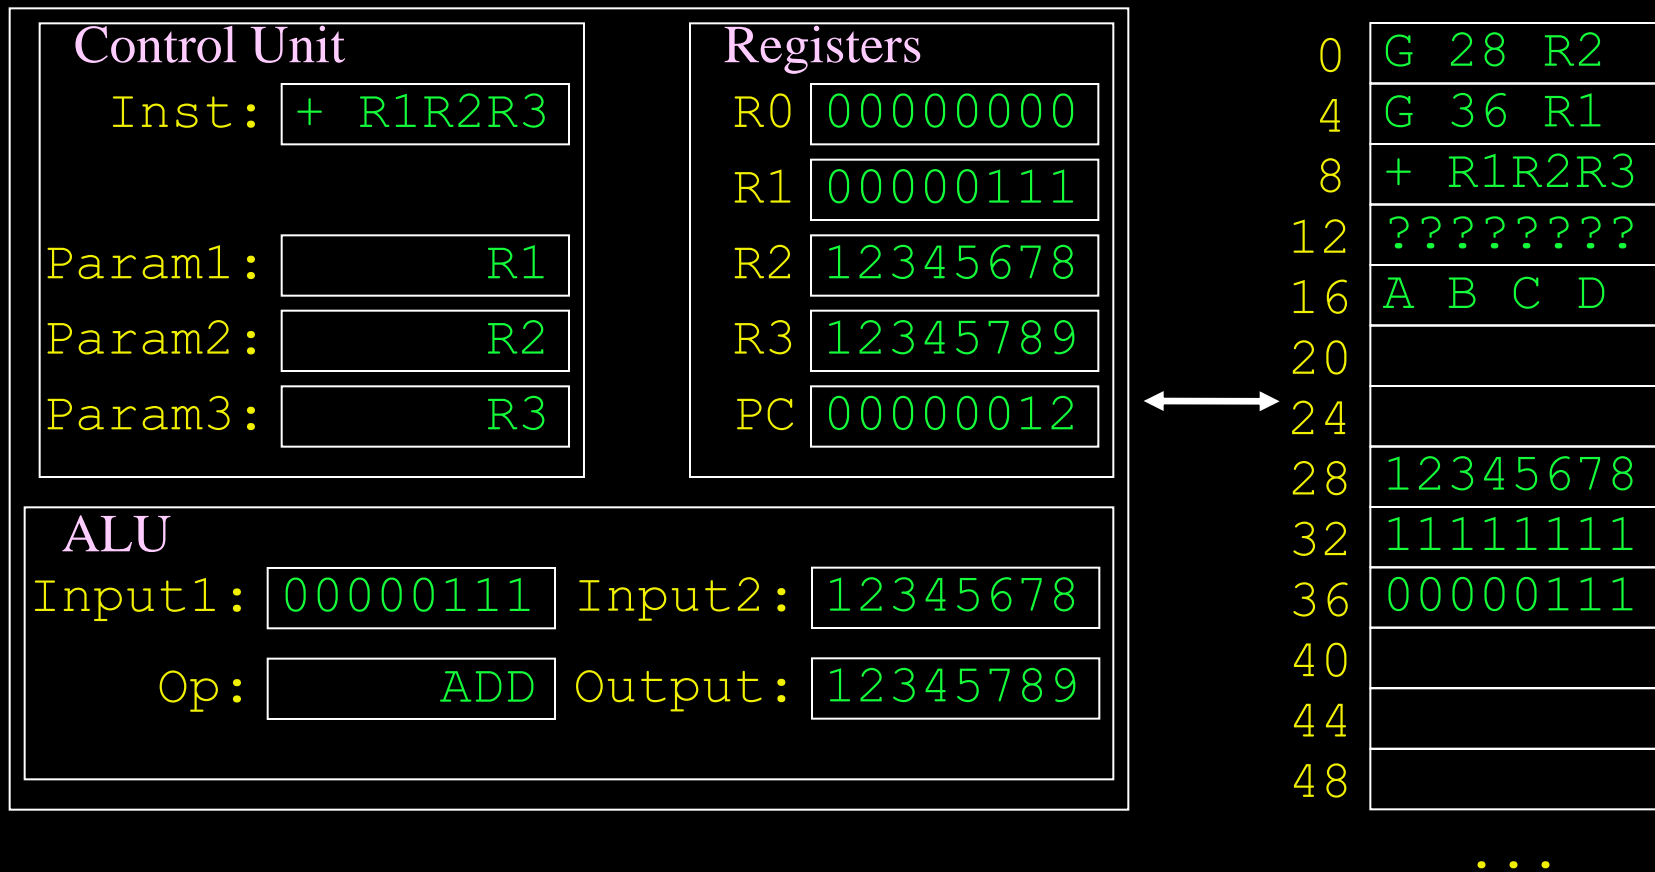 Control Unit
Inst: + R1R2R3
Param1: R1
Param2: R2
Param3: R3
Registers
R0 00000000
R1 00000111
R2 12345678
R3 12345789
PC 00000012
ALU
Input1: 00000111 Input2: 12345678
Op: ADD Output: 12345789
0 G 28 R2
4 G 36 R1
8 + R1R2R3
12 ????????
16 A B C D
20
24
28 12345678
32 11111111
36 00000111
40
44
48
...